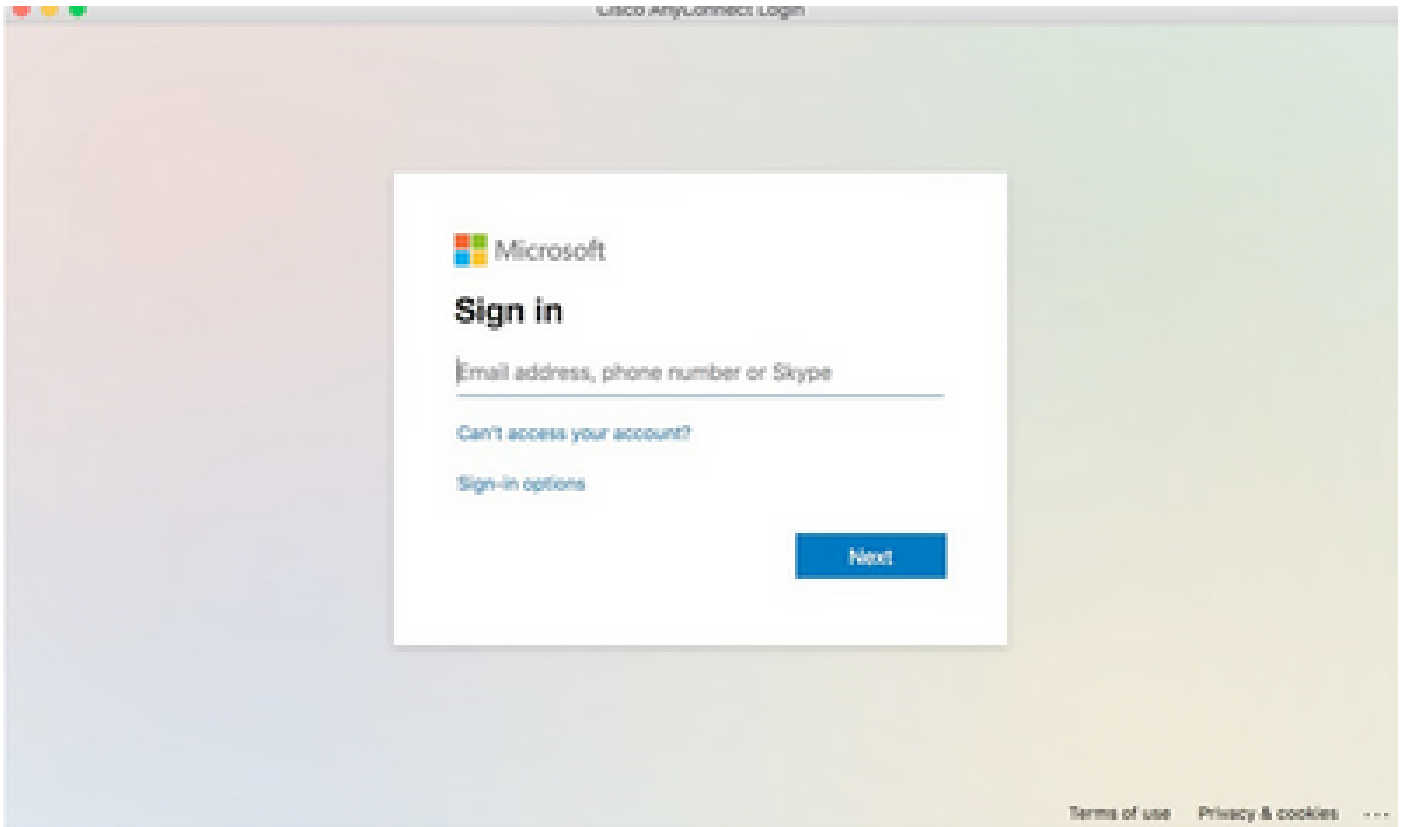 Cisco AnyConnect Login
Microsoft
Sign in
Email address, phone number or Skype
Can't access your account?
Sign-in options
Next
Terms of use Privacy & cookies ...